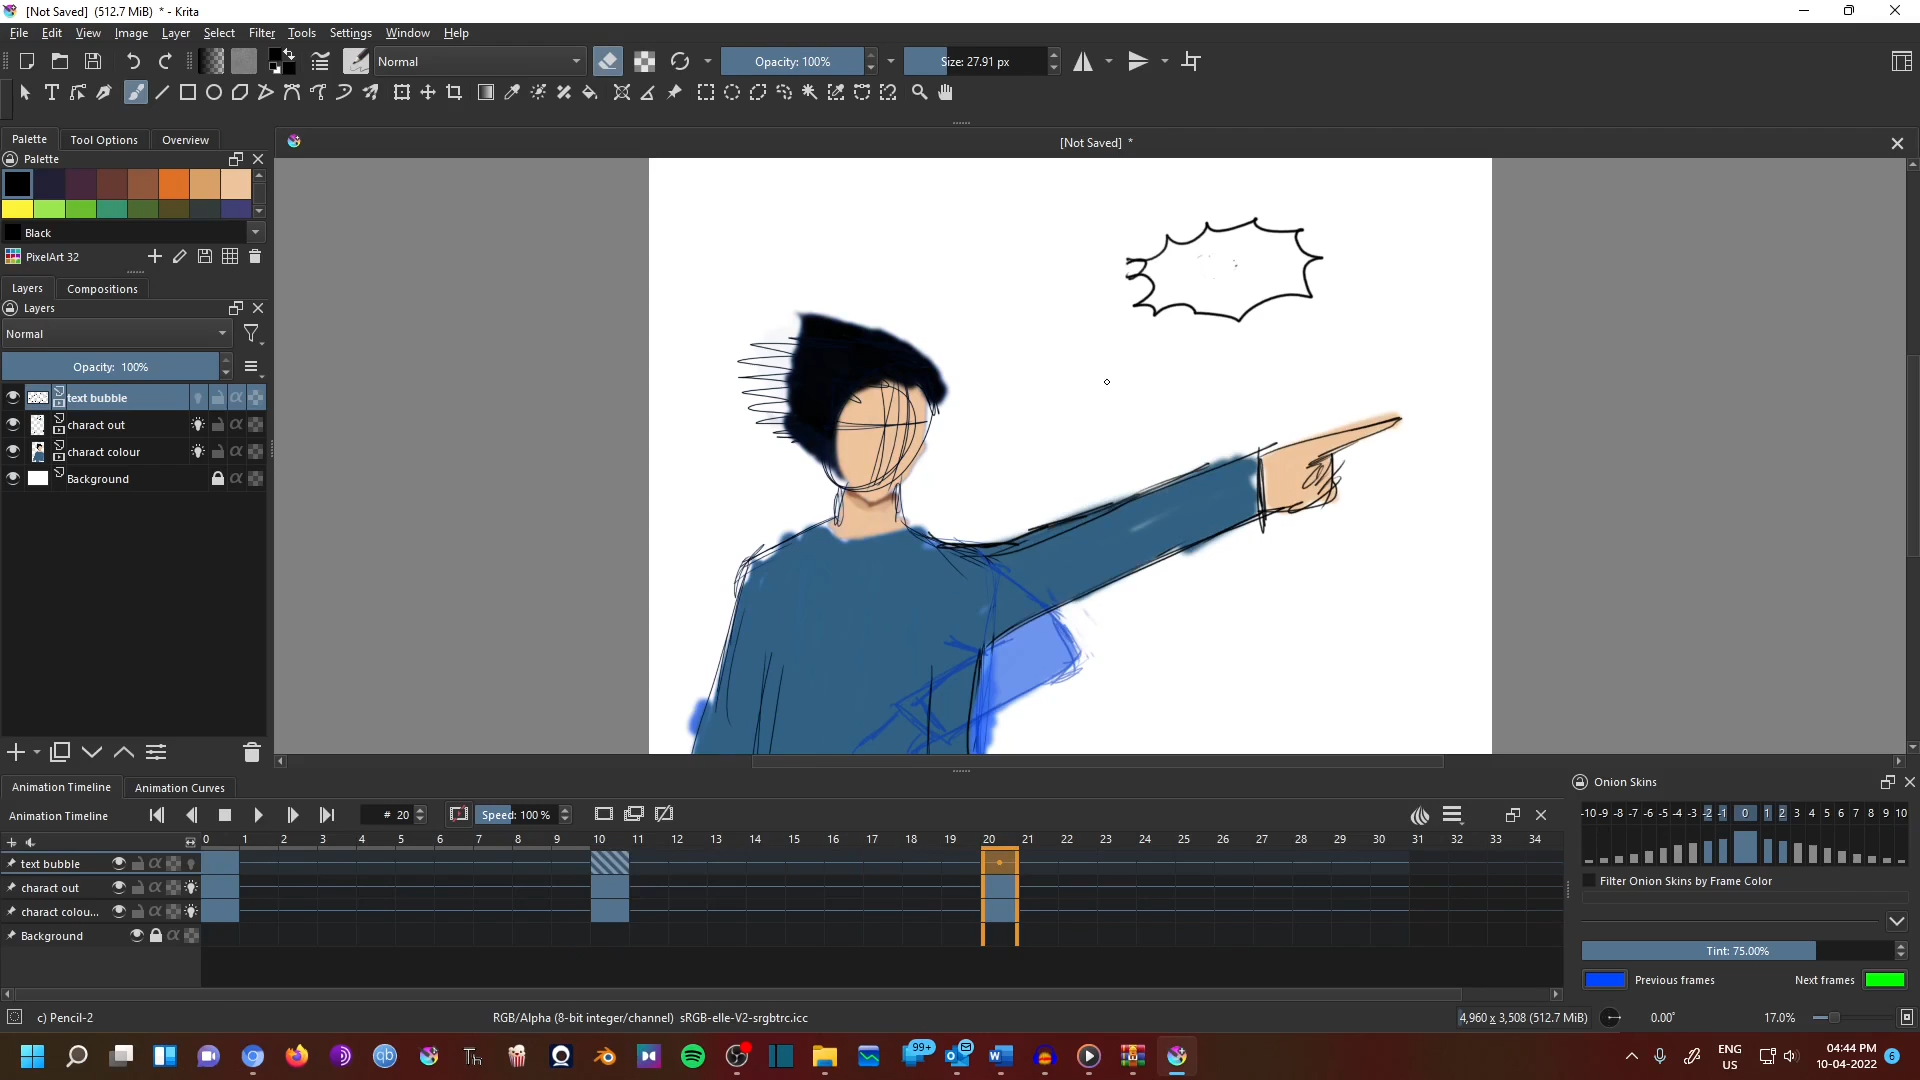 [Not Saved] (512.7 MiB) * - Krita
File Edit View Image Layer Select Filter Tools Settings Window Help
Normal Opacity: 100% Size: 27.91 px
Palette Tool Options Overview
[Not Saved] *
Palette
Black
PixelArt 32
Layers Compositions
Layers
Normal
Opacity: 100%
text bubble
charact out
charact colour
Background
Animation Timeline Animation Curves
Onion Skins
Animation Timeline # 20 Speed: 100 %
-10 -9 -8 -7 -6 -5 -4 -3 -2 -1 0 1 2 3 4 5 6 7 8 9 10
0 1 2 3 4 5 6 7 8 9 10 11 12 13 14 15 16 17 18 19 20 21 22 23 24 25 26 27 28 29 30 31 32 33 34
text bubble
charact out
Filter Onion Skins by Frame Color
charact colou...
Background
Tint: 75.00%
Previous frames Next frames
c) Pencil-2 RGB/Alpha (8-bit integer/channel) sRGB-elle-V2-srgbtrc.icc 4,960 x 3,508 (512.7 MiB) 0.00° 17.0%
99+
ENG
US
04:44 PM
10-04-2022
6